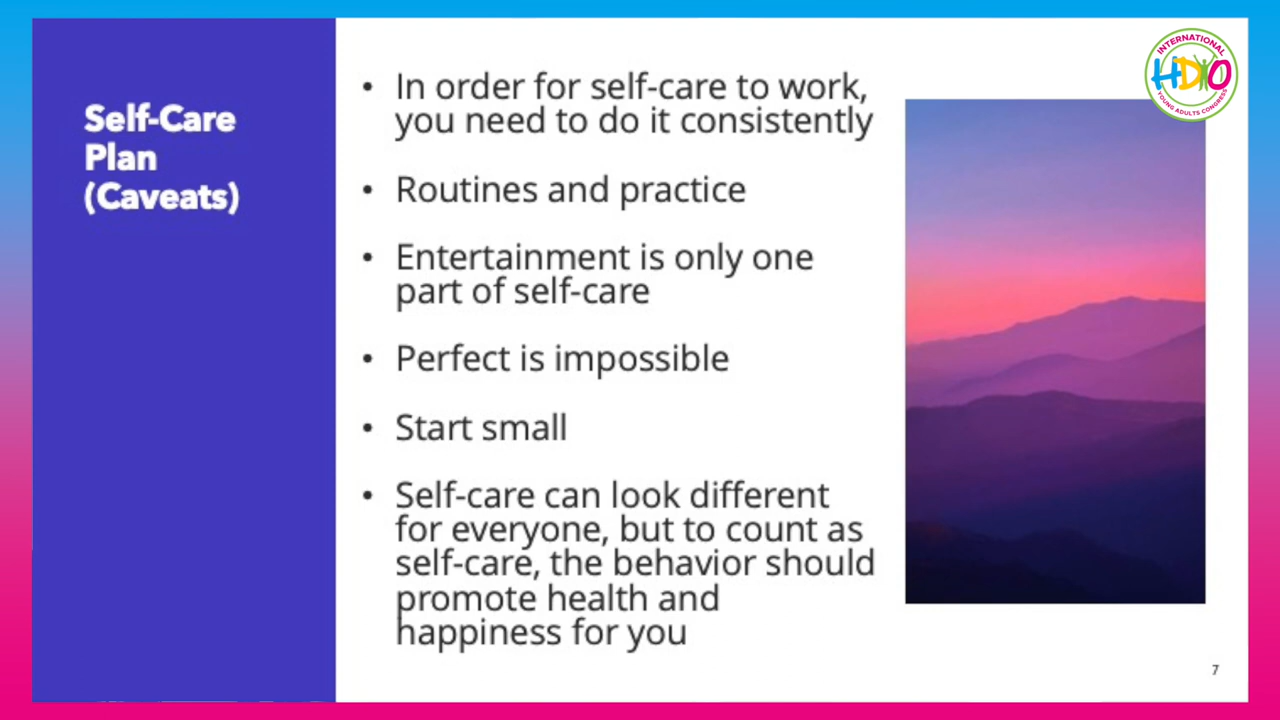 Self-Care
Plan
(Caveats)
• In order for self-care to work,
you need to do it consistently
• Routines and practice
• Entertainment is only one
part of self-care
• Perfect is impossible
• Start small
• Self-care can look different
for everyone, but to count as
self-care, the behavior should
promote health and
happiness for you
INTERNATIONAL
HDYO
YOUNG ADULTS CONGRESS
7